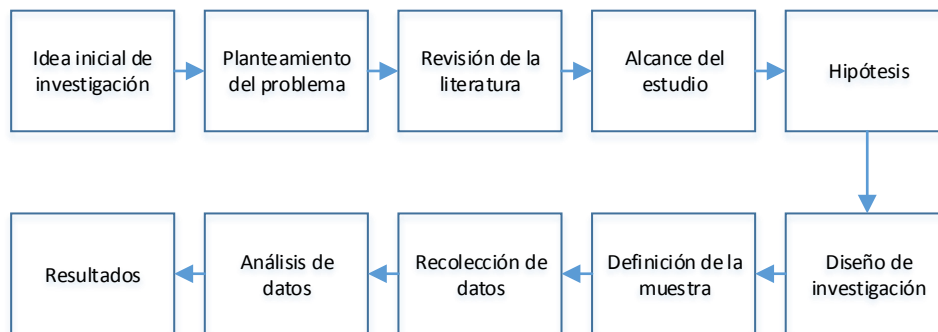 Idea inicial de
investigación
Planteamiento
del problema
Revisión de la
literatura
Alcance del
estudio
Hipótesis
Diseño de
investigación
Definición de la
muestra
Recolección de
datos
Análisis de
datos
Resultados